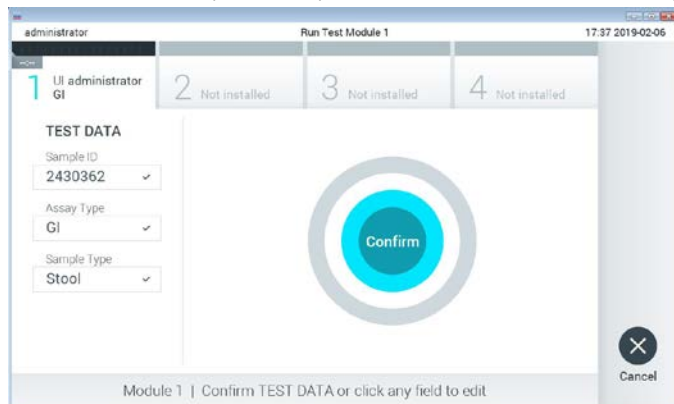 administrator Run Test Module 1 17:37 2019-02-06
1 UI administrator
GI
2 Not installed
3 Not installed
4 Not installed
TEST DATA
Sample ID
2430362
Assay Type
GI
Sample Type
Stool
Confirm
Cancel
Module 1 | Confirm TEST DATA or click any field to edit